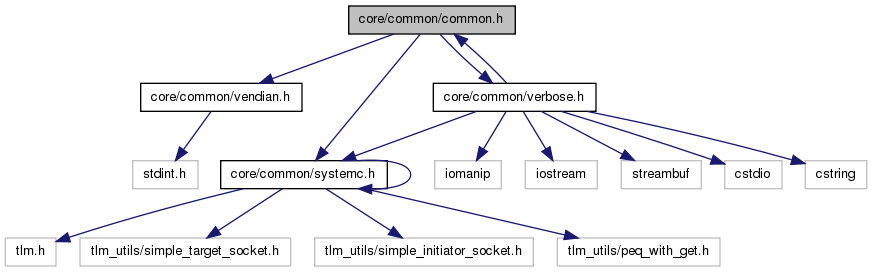 core/common/common.h
core/common/vendian.h
core/common/verbose.h
stdint.h
core/common/systemc.h
iomanip
iostream
streambuf
cstdio
cstring
tlm.h
tlm_utils/simple_target_socket.h
tlm_utils/simple_initiator_socket.h
tlm_utils/peq_with_get.h